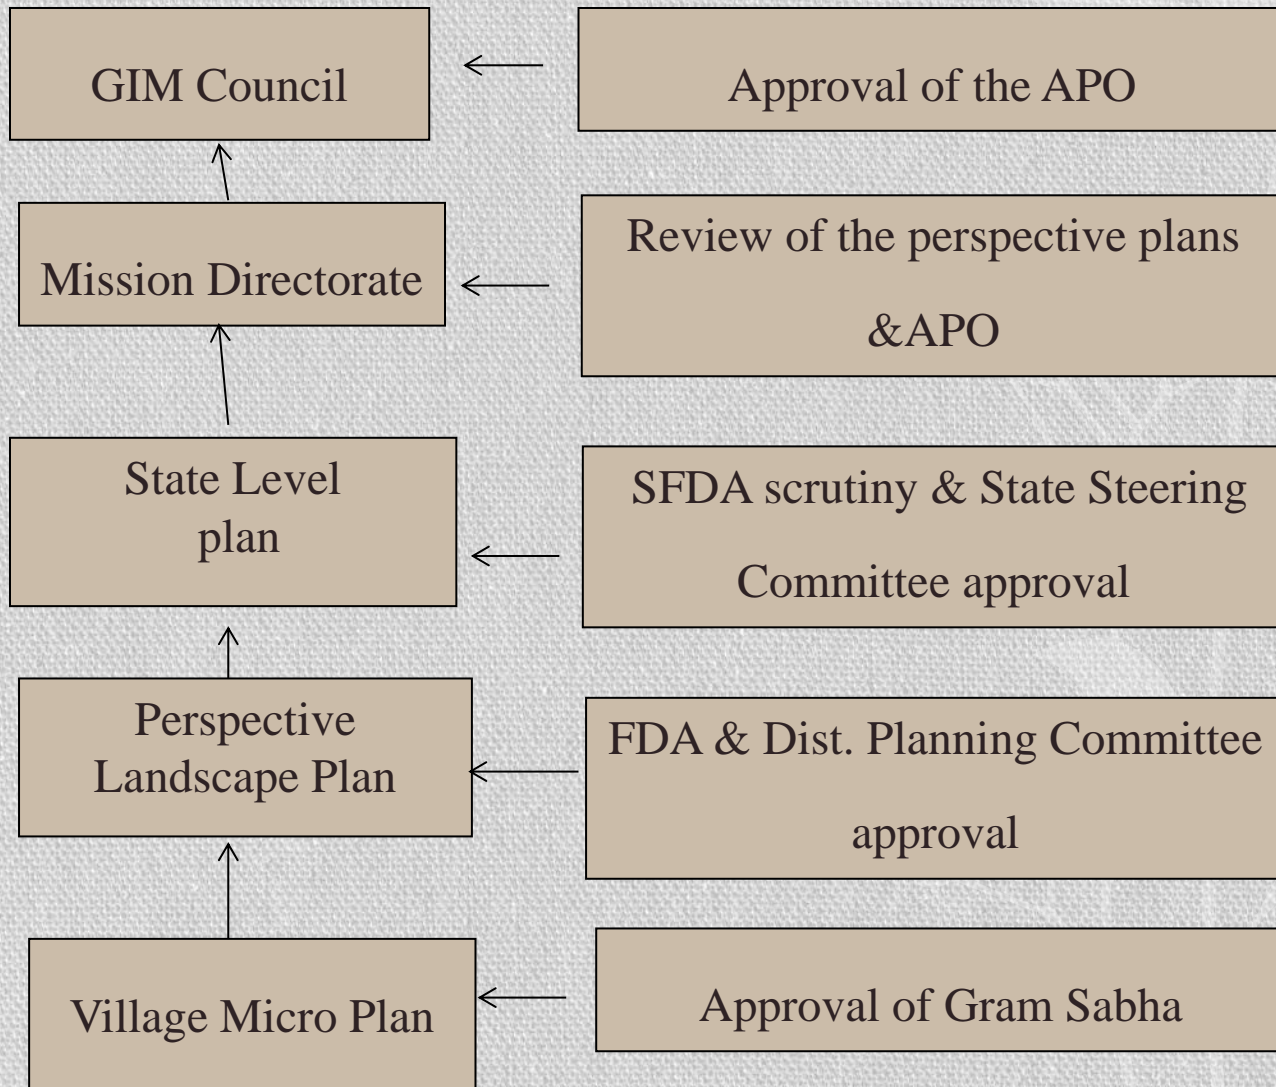 GIM Council
Approval of the APO
Mission Directorate
Review of the perspective plans
&APO
State Level
plan
SFDA scrutiny & State Steering
Committee approval
Perspective
Landscape Plan
FDA & Dist. Planning Committee
approval
Village Micro Plan
Approval of Gram Sabha